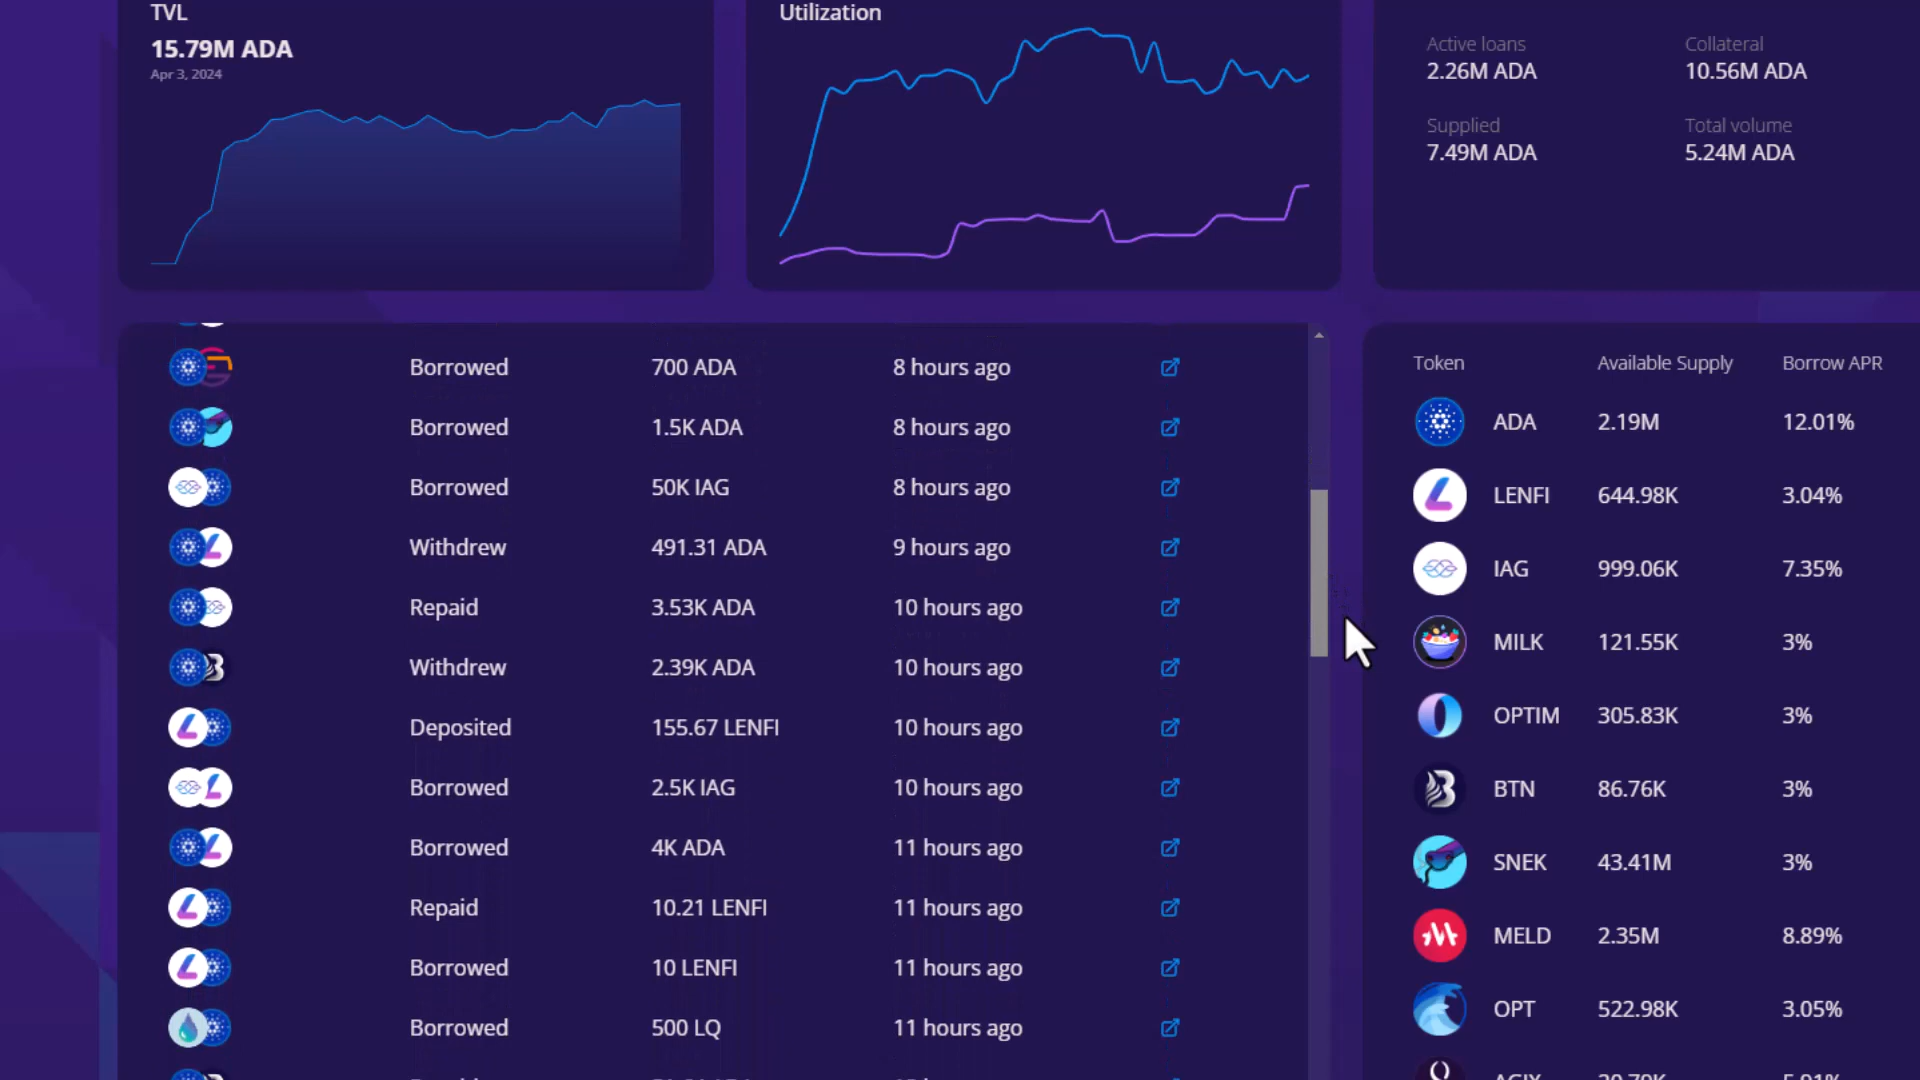 TVL
15.79M ADA
Apr 3, 2024
Utilization
Active loans
2.26M ADA
Collateral
10.56M ADA
Supplied
7.49M ADA
Total volume
5.24M ADA
Borrowed 700 ADA 8 hours ago
Borrowed 1.5K ADA 8 hours ago
Borrowed 50K IAG 8 hours ago
Withdrew 491.31 ADA 9 hours ago
Repaid 3.53K ADA 10 hours ago
Withdrew 2.39K ADA 10 hours ago
Deposited 155.67 LENFI 10 hours ago
Borrowed 2.5K IAG 10 hours ago
Borrowed 4K ADA 11 hours ago
Repaid 10.21 LENFI 11 hours ago
Borrowed 10 LENFI 11 hours ago
Borrowed 500 LQ 11 hours ago
Token Available Supply Borrow APR
ADA 2.19M 12.01%
LENFI 644.98K 3.04%
IAG 999.06K 7.35%
MILK 121.55K 3%
OPTIM 305.83K 3%
BTN 86.76K 3%
SNEK 43.41M 3%
MELD 2.35M 8.89%
OPT 522.98K 3.05%